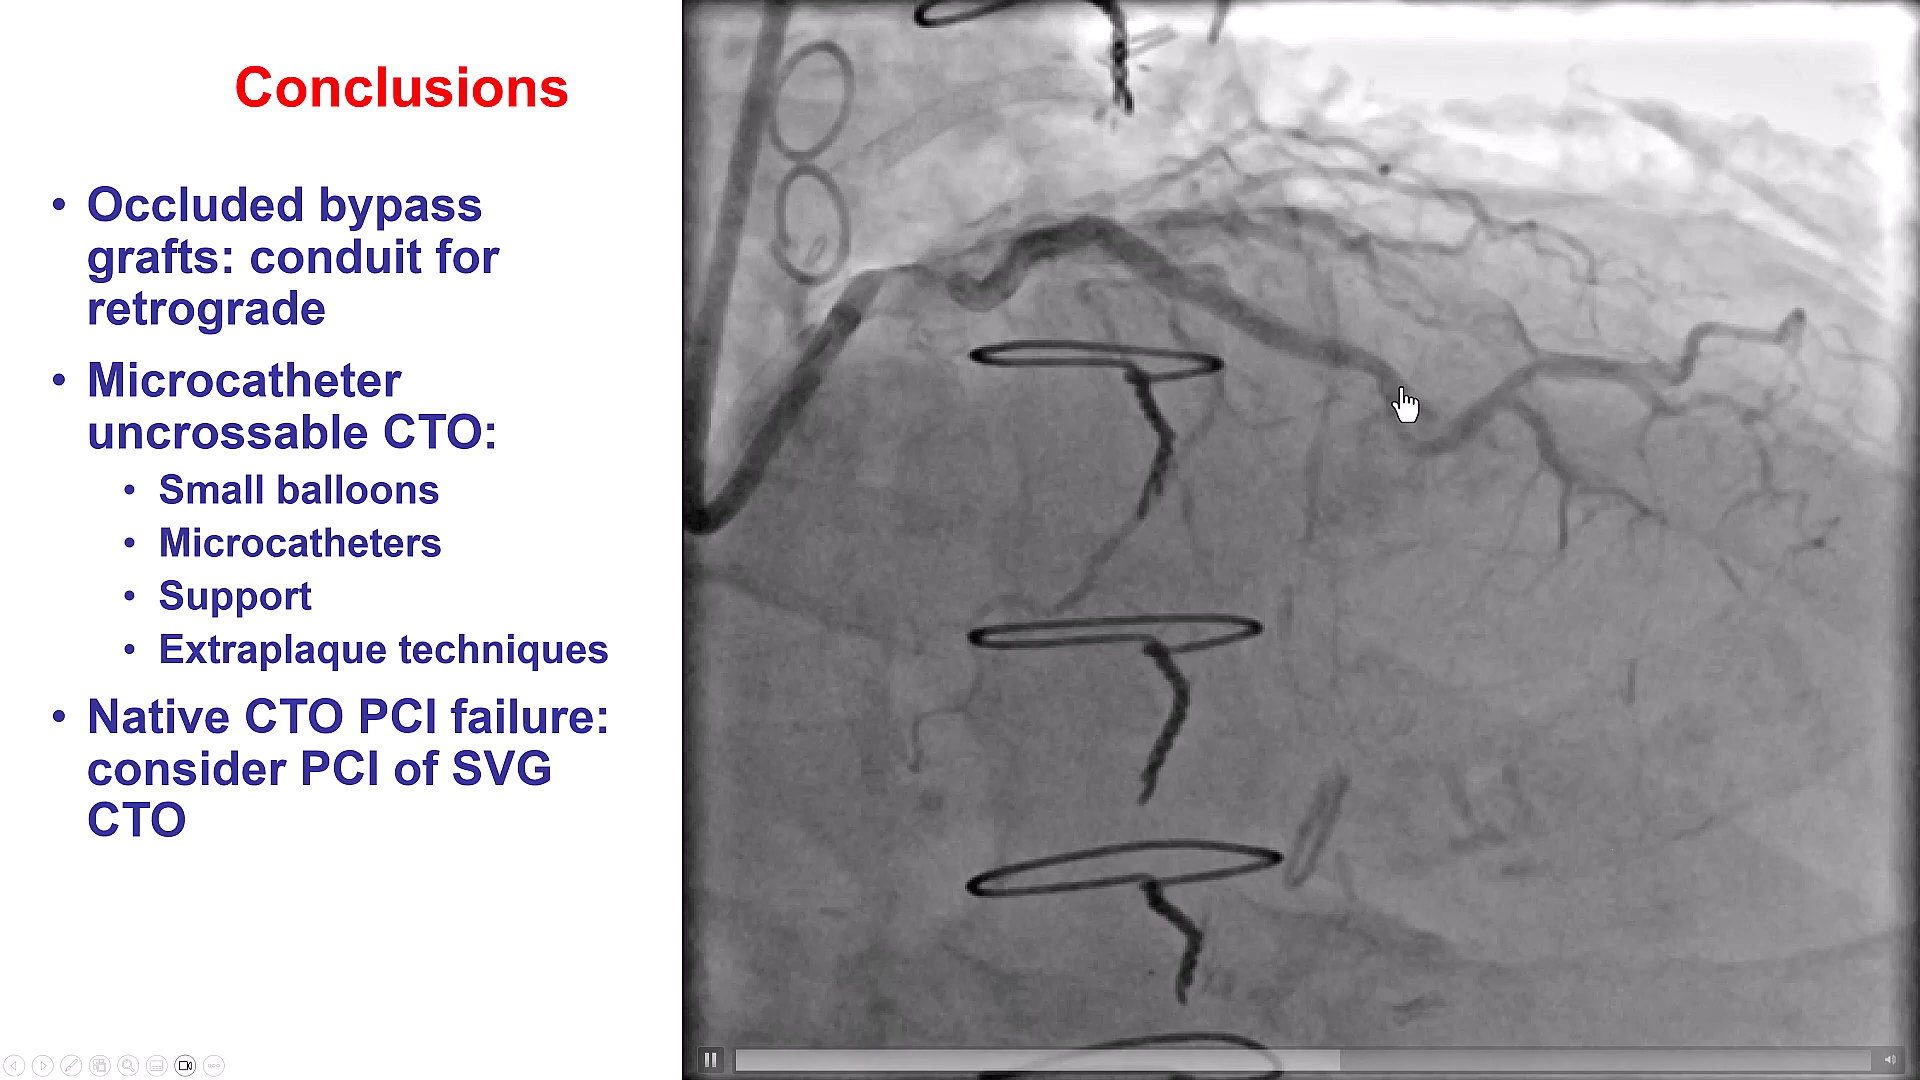 Conclusions
• Occluded bypass
grafts: conduit for
retrograde
• Microcatheter
uncrossable CTO:
• Small balloons
• Microcatheters
• Support
• Extraplaque techniques
• Native CTO PCI failure:
consider PCI of SVG
CTO